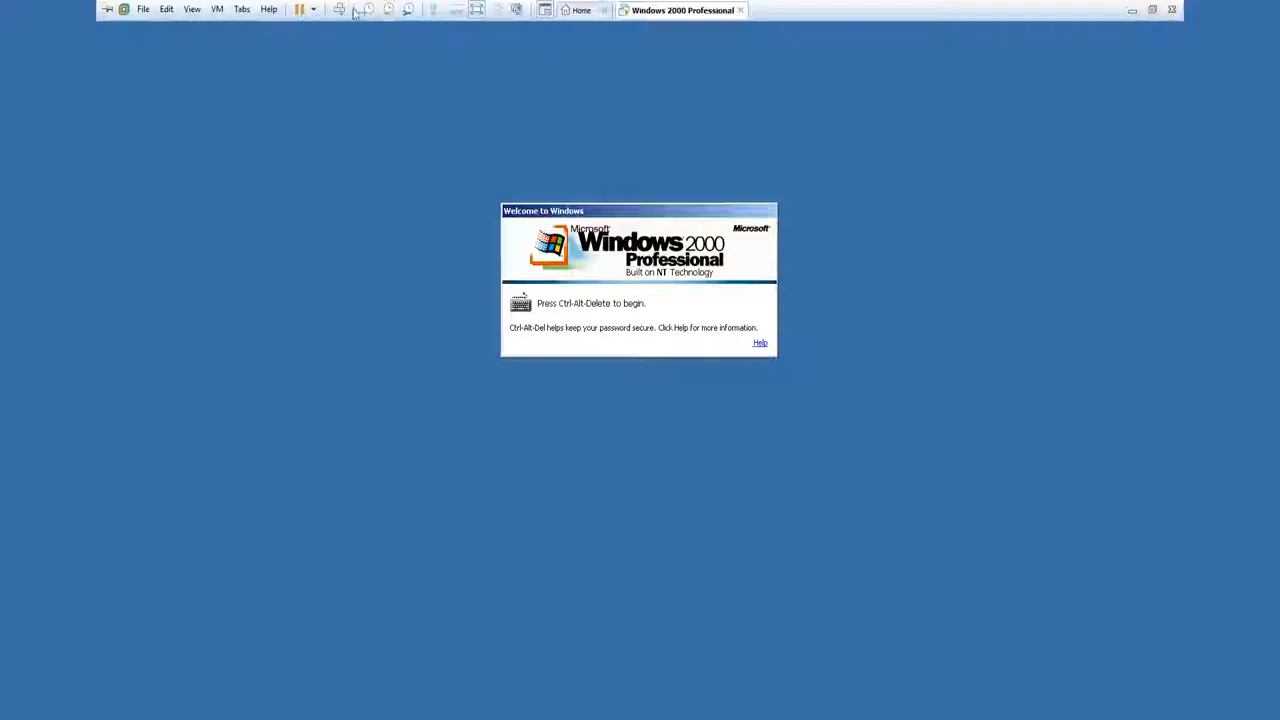 File Edit View VM Tabs Help Home Windows 2000 Professional
Welcome to Windows
Microsoft Microsoft
Windows 2000
Professional
Built on NT Technology
Press Ctrl-Alt-Delete to begin.
Ctrl-Alt-Del helps keep your password secure. Click Help for more information.
Help